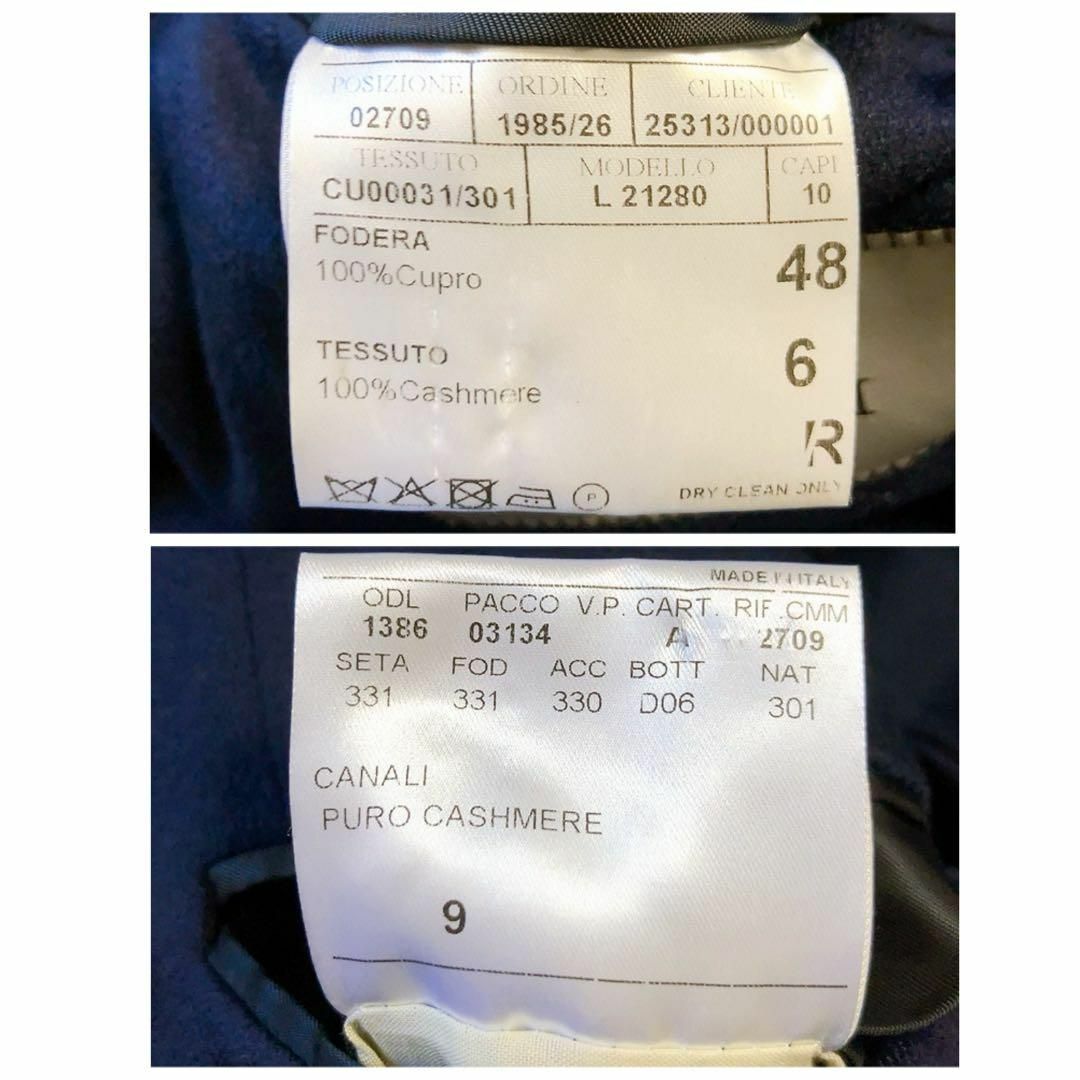 POSIZIONE ORDINE CLIENTE
02709 1985/26 25313/000001
TESSUTO MODELLO CAPI
CU00031/301 L 21280 10
FODERA
100%Cupro
48
TESSUTO
100%Cashmere
6
R
P DRY CLEAN ONLY
MADE IN ITALY
ODL PACCO V.P. CART. RIF.CMM
1386 03134 A 2709
SETA FOD ACC BOTT NAT
331 331 330 D06 301
CANALI
PURO CASHMERE
9